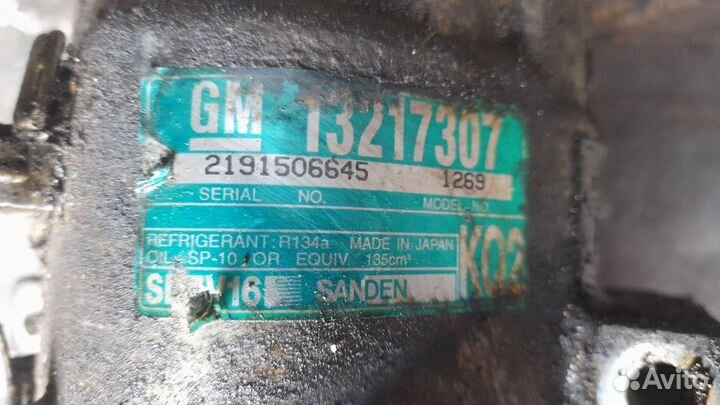 GM 13217307
2191506645 1269
SERIAL NO. MODEL NO.
REFRIGERANT: R134a MADE IN JAPAN
OIL SP-10 OR EQUIV. 135cm³
SANDEN
Avito